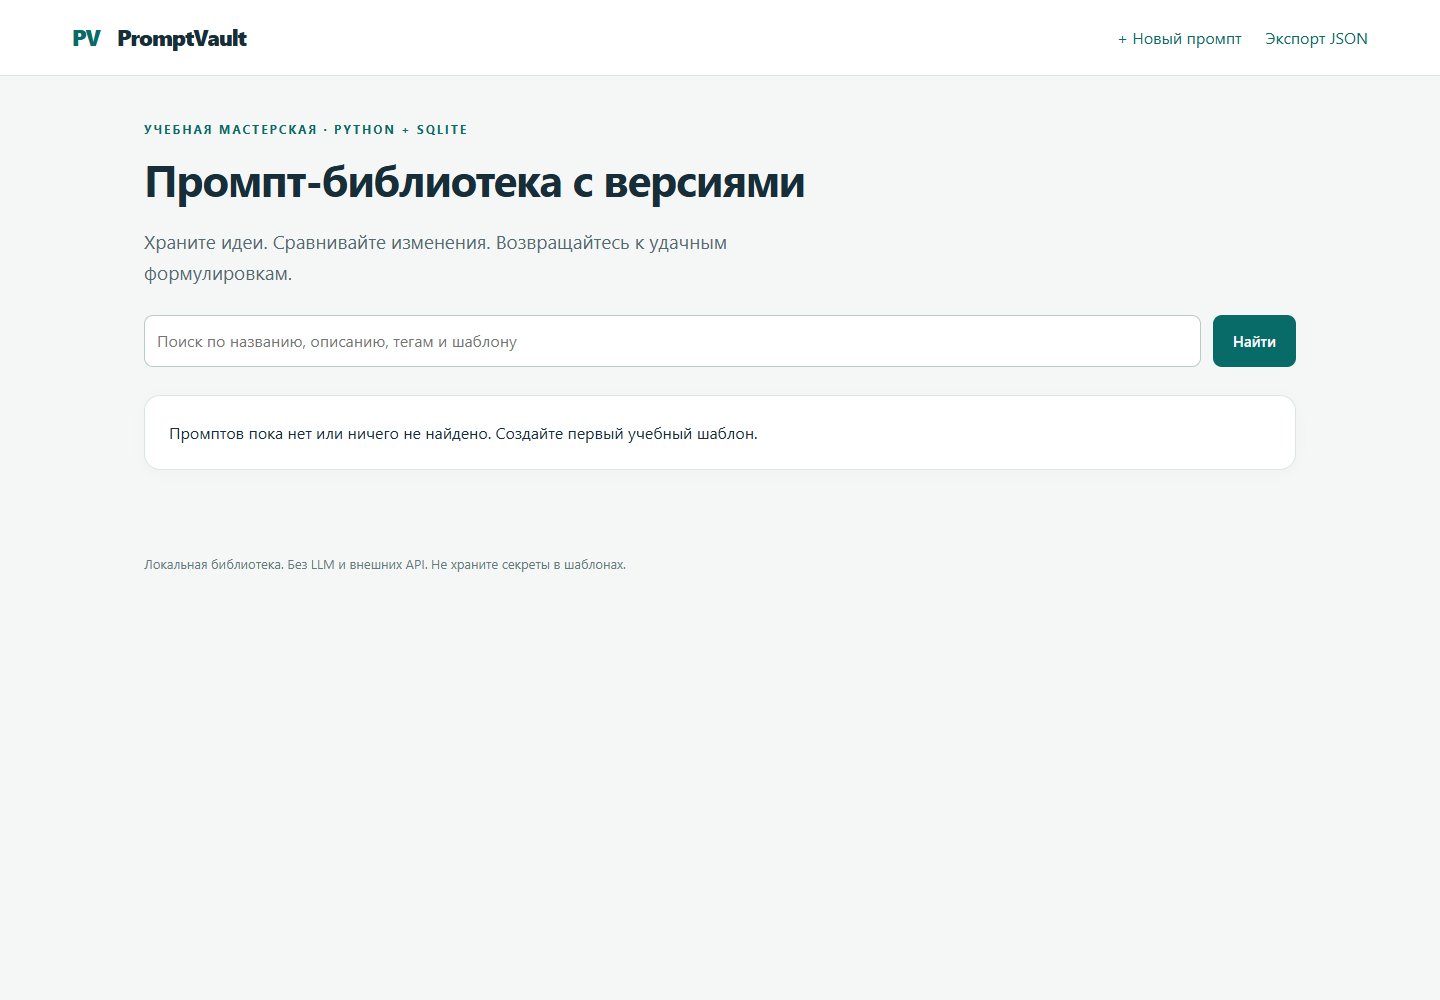 PV PromptVault
+ Новый промпт
Экспорт JSON
УЧЕБНАЯ МАСТЕРСКАЯ · PYTHON + SQLITE
Промпт-библиотека с версиями
Храните идеи. Сравнивайте изменения. Возвращайтесь к удачным
формулировкам.
Поиск по названию, описанию, тегам и шаблону
Найти
Промптов пока нет или ничего не найдено. Создайте первый учебный шаблон.
Локальная библиотека. Без LLM и внешних API. Не храните секреты в шаблонах.